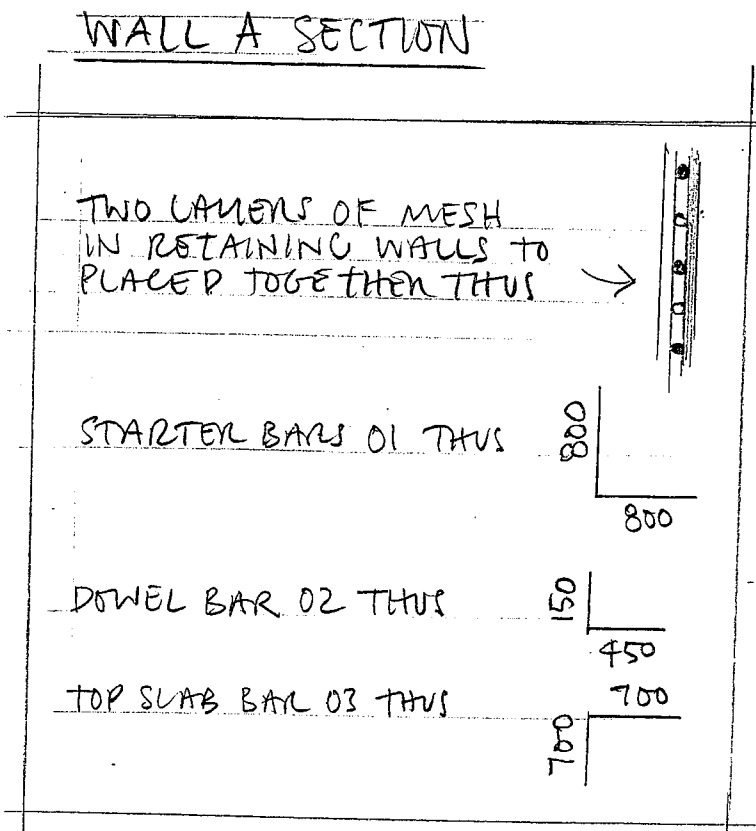 WALL A SECTION
TWO LAYERS OF MESH
IN RETAINING WALLS TO
PLACED TOGETHER THUS
STARTER BARS 01 THUS
800
800
DOWEL BAR 02 THUS
150
450
TOP SLAB BAR 03 THUS
700
700